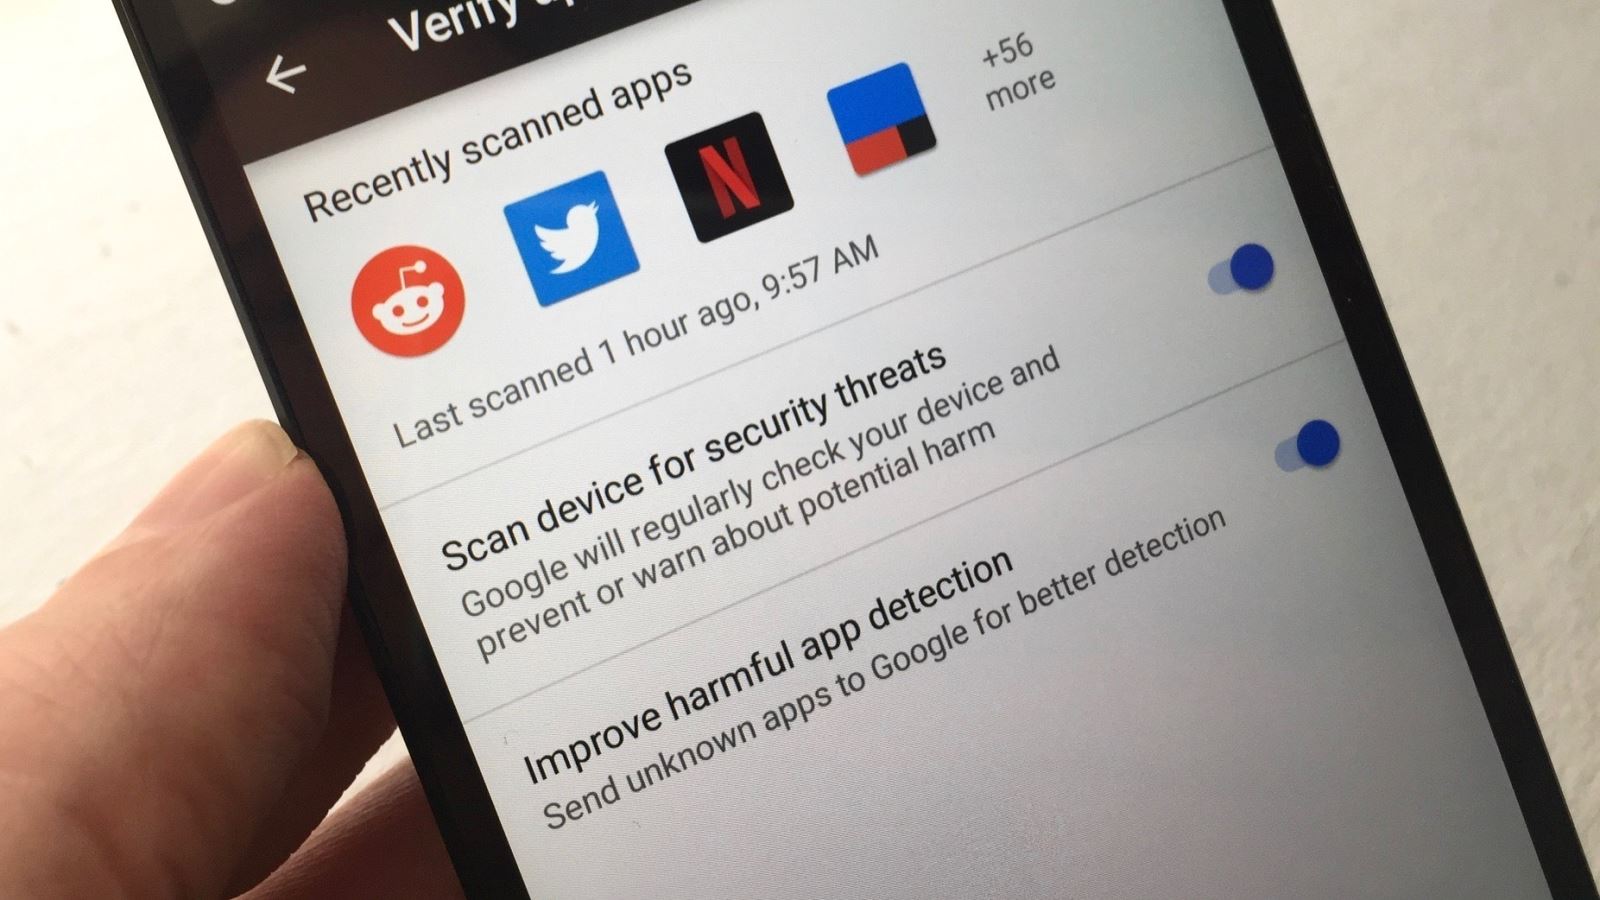 Verify
Recently scanned apps
N
+56
more
Last scanned 1 hour ago, 9:57 AM
Scan device for security threats
Google will regularly check your device and
prevent or warn about potential harm
Improve harmful app detection
Send unknown apps to Google for better detection